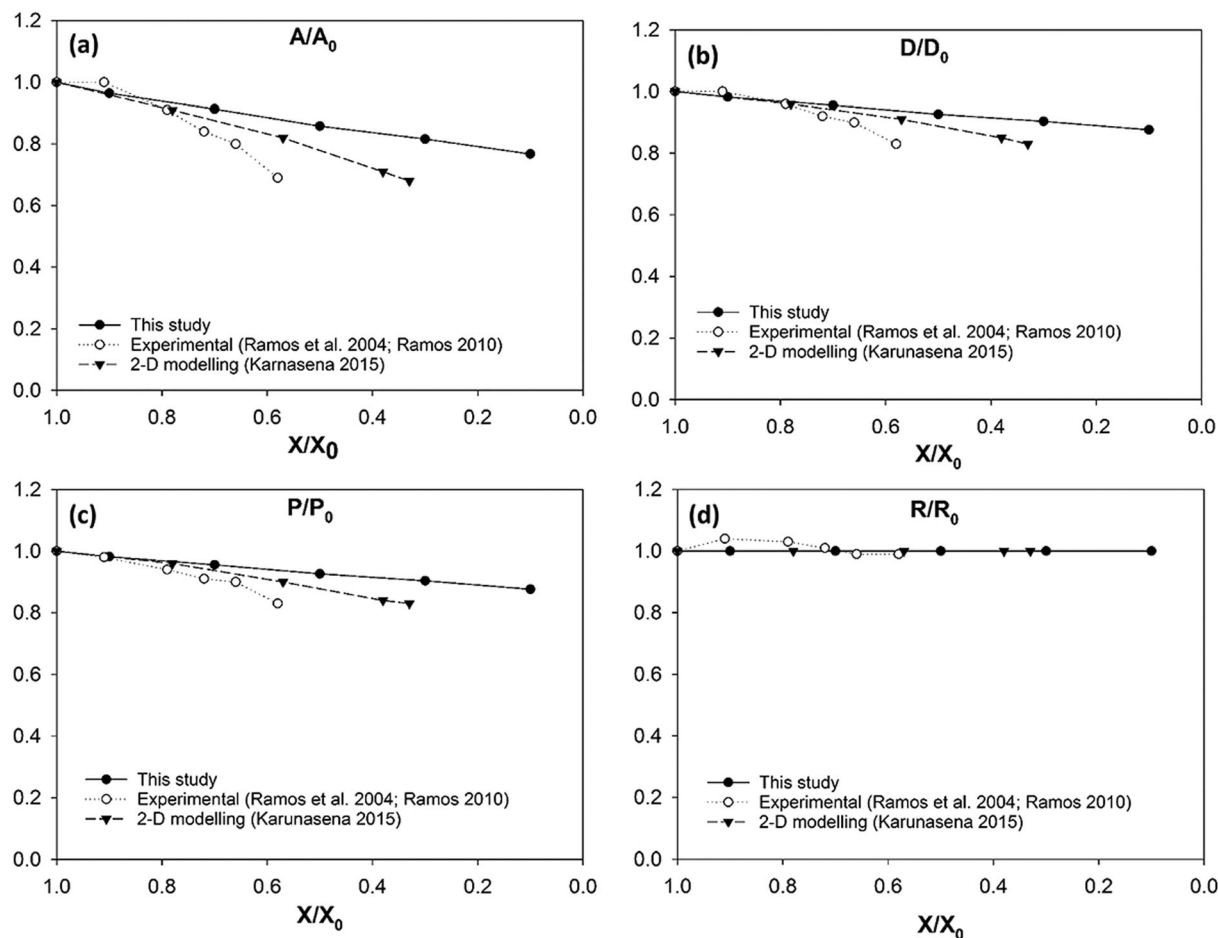 (a)
A/A0
1.2
1.0
0.8
0.6
0.4
0.2
0.0
This study
Experimental (Ramos et al. 2004; Ramos 2010)
2-D modelling (Karnasena 2015)
1.0 0.8 0.6 0.4 0.2 0.0
X/X0
(b)
D/D0
1.2
1.0
0.8
0.6
0.4
0.2
0.0
This study
Experimental (Ramos et al. 2004; Ramos 2010)
2-D modelling (Karunasena 2015)
1.0 0.8 0.6 0.4 0.2 0.0
X/X0
(c)
P/P0
1.2
1.0
0.8
0.6
0.4
0.2
0.0
This study
Experimental (Ramos et al. 2004; Ramos 2010)
2-D modelling (Karunasena 2015)
1.0 0.8 0.6 0.4 0.2 0.0
X/X0
(d)
R/R0
1.2
1.0
0.8
0.6
0.4
0.2
0.0
This study
Experimental (Ramos et al. 2004; Ramos 2010)
2-D modelling (Karunasena 2015)
1.0 0.8 0.6 0.4 0.2 0.0
X/X0